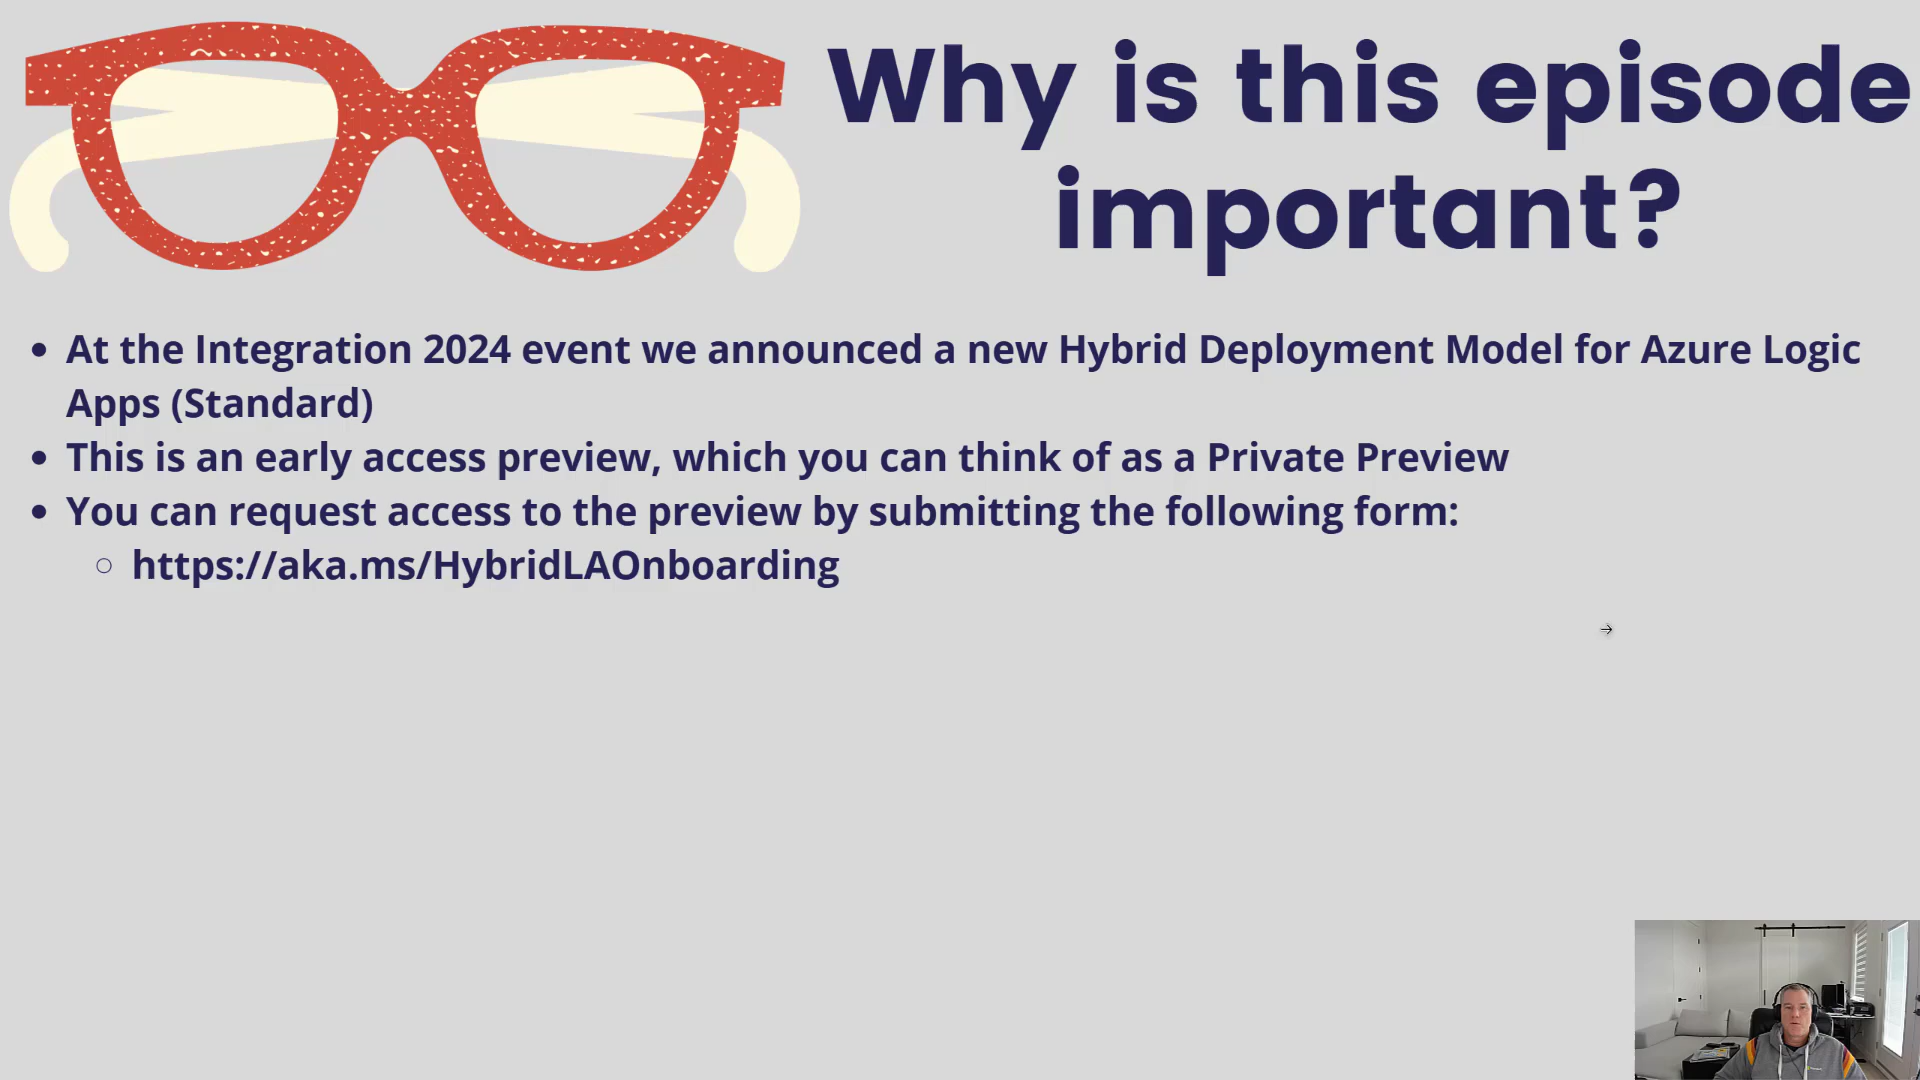 Why is this episode
important?
• At the Integration 2024 event we announced a new Hybrid Deployment Model for Azure Logic
Apps (Standard)
• This is an early access preview, which you can think of as a Private Preview
• You can request access to the preview by submitting the following form:
○ https://aka.ms/HybridLAOnboarding